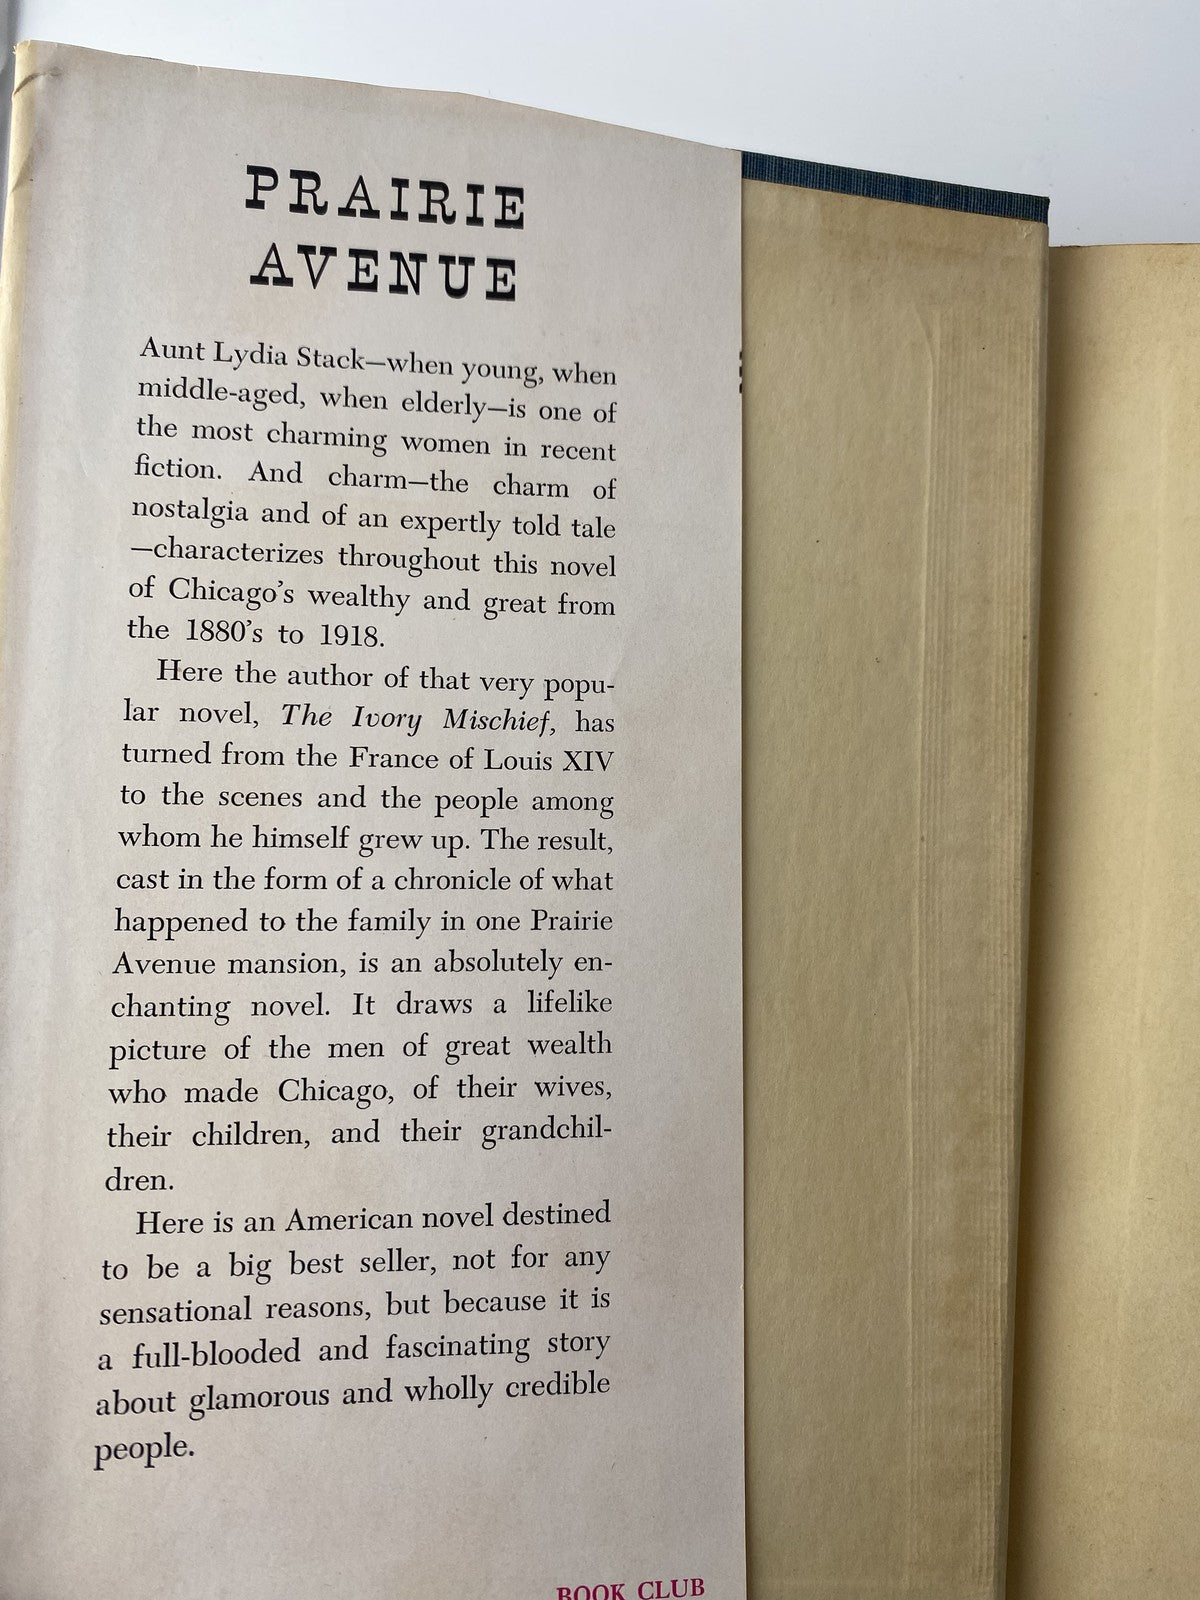 PRAIRIE
AVENUE
Aunt Lydia Stack—when young, when
middle-aged, when elderly—is one of
the most charming women in recent
fiction. And charm—the charm of
nostalgia and of an expertly told tale
—characterizes throughout this novel
of Chicago's wealthy and great from
the 1880's to 1918.
Here the author of that very popu-
lar novel, The Ivory Mischief, has
turned from the France of Louis XIV
to the scenes and the people among
whom he himself grew up. The result,
cast in the form of a chronicle of what
happened to the family in one Prairie
Avenue mansion, is an absolutely en-
chanting novel. It draws a lifelike
picture of the men of great wealth
who made Chicago, of their wives,
their children, and their grandchil-
dren.
Here is an American novel destined
to be a big best seller, not for any
sensational reasons, but because it is
a full-blooded and fascinating story
about glamorous and wholly credible
people.
BOOK CLUB